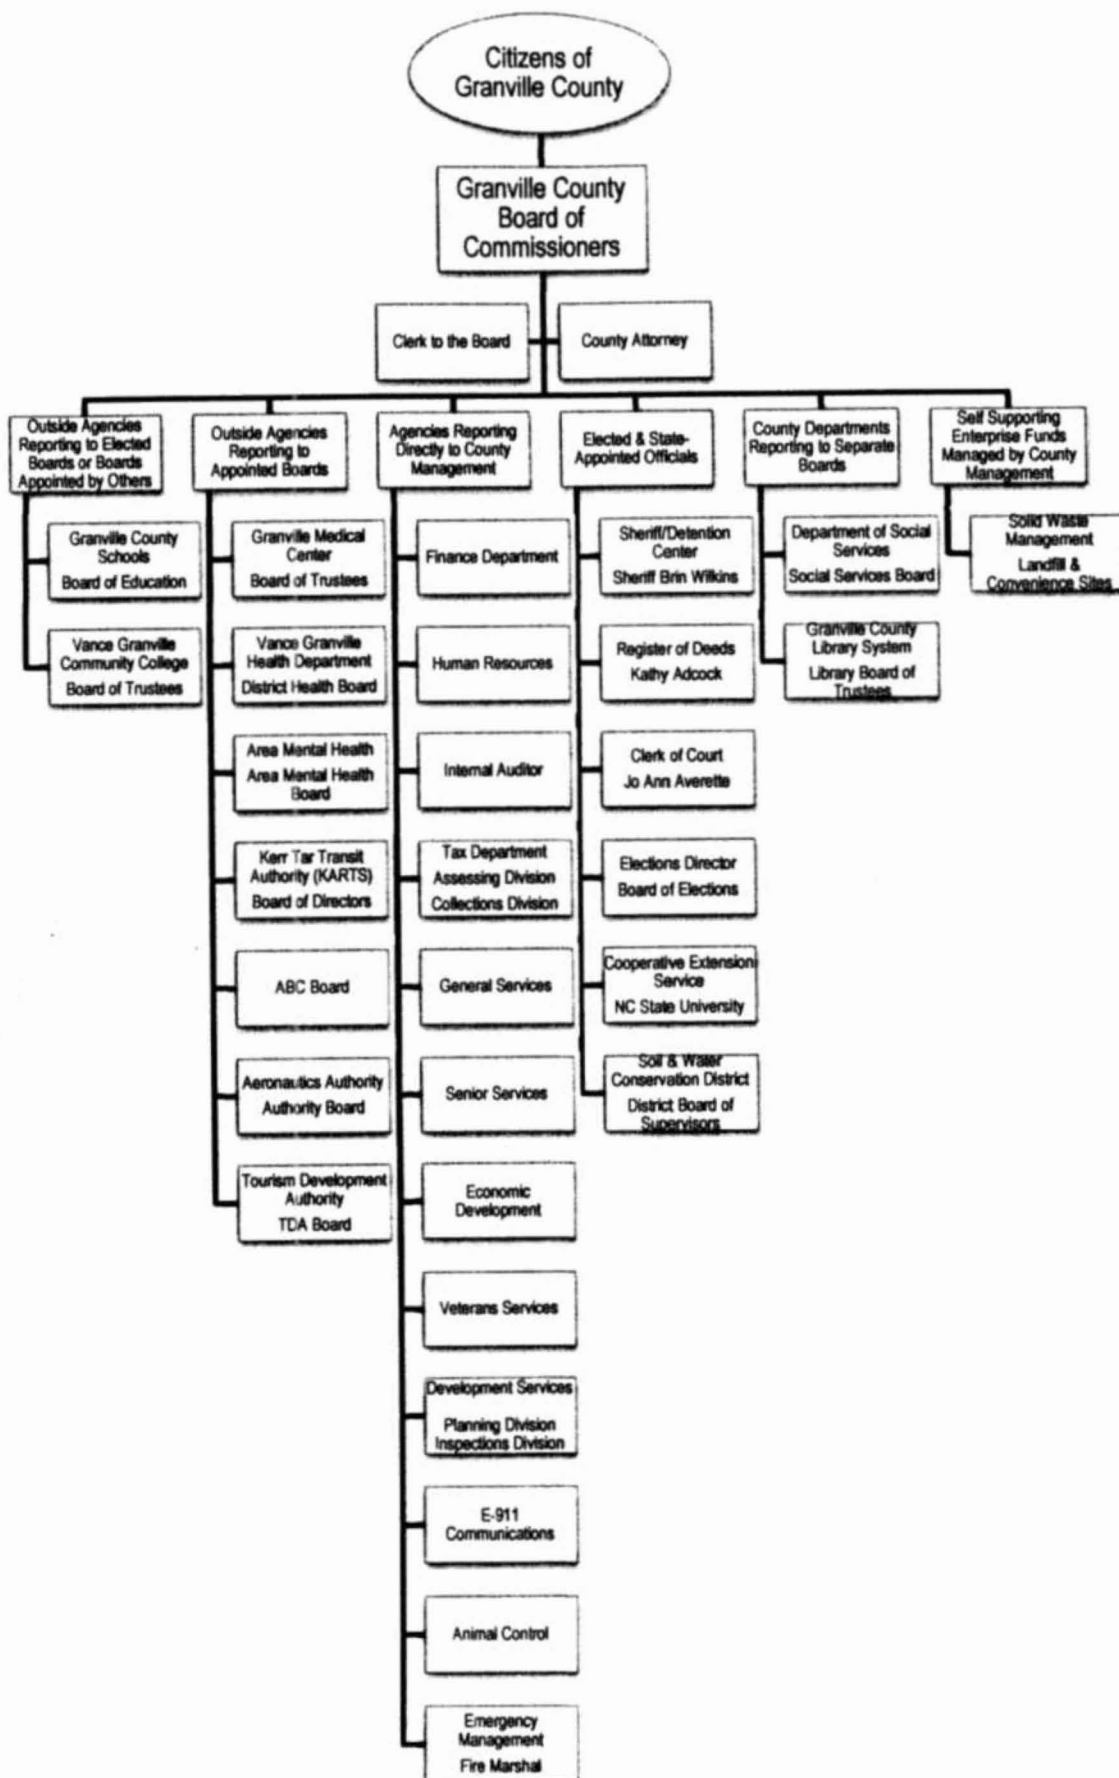 Citizens of
Granville County
Granville County
Board of
Commissioners
Clerk to the Board
County Attorney
Outside Agencies
Reporting to Elected
Boards or Boards
Appointed by Others
Granville County
Schools
Board of Education
Vance Granville
Community College
Board of Trustees
Outside Agencies
Reporting to
Appointed Boards
Granville Medical
Center
Board of Trustees
Vance Granville
Health Department
District Health Board
Area Mental Health
Area Mental Health
Board
Kerr Tar Transit
Authority (KARTS)
Board of Directors
ABC Board
Aeronautics Authority
Authority Board
Tourism Development
Authority
TDA Board
Agencies Reporting
Directly to County
Management
Finance Department
Human Resources
Internal Auditor
Tax Department
Assessing Division
Collections Division
General Services
Senior Services
Economic
Development
Veterans Services
Development Services
Planning Division
Inspections Division
E-911
Communications
Animal Control
Emergency
Management
Fire Marshal
Elected & State-
Appointed Officials
Sheriff/Detention
Center
Sheriff Brin Wilkins
Register of Deeds
Kathy Adcock
Clerk of Court
Jo Ann Averette
Elections Director
Board of Elections
Cooperative Extension
Service
NC State University
Soil & Water
Conservation District
District Board of
Supervisors
County Departments
Reporting to Separate
Boards
Department of Social
Services
Social Services Board
Granville County
Library System
Library Board of
Trustees
Self Supporting
Enterprise Funds
Managed by County
Management
Solid Waste
Management
Landfill &
Convenience Sites